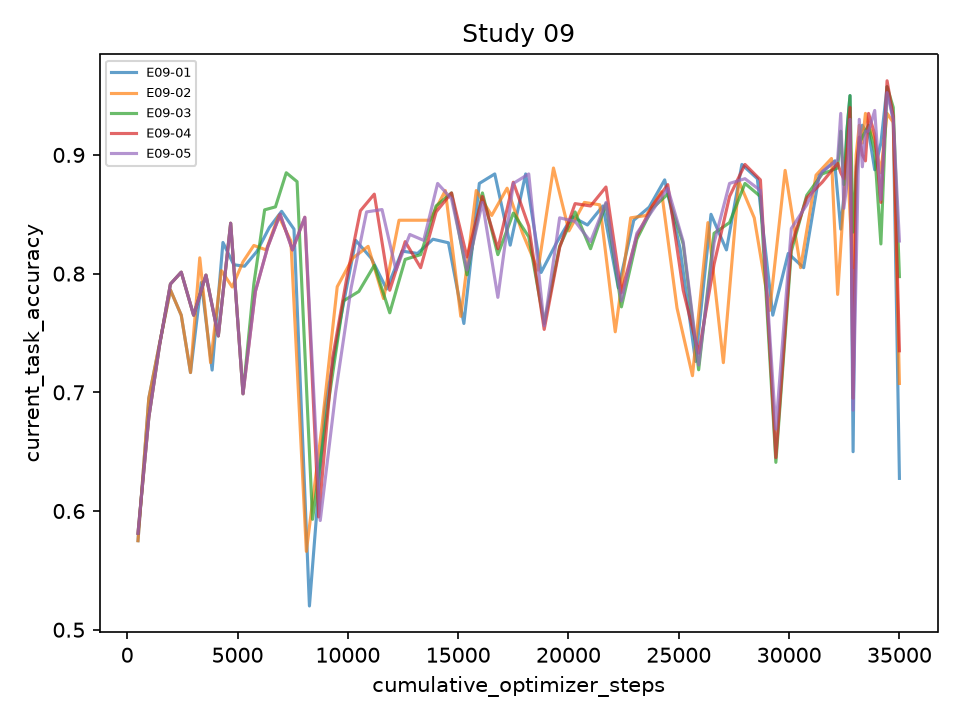 Study 09
E09-01
E09-02
E09-03
E09-04
E09-05
current_task_accuracy
0.9
0.8
0.7
0.6
0.5
0 5000 10000 15000 20000 25000 30000 35000
cumulative_optimizer_steps